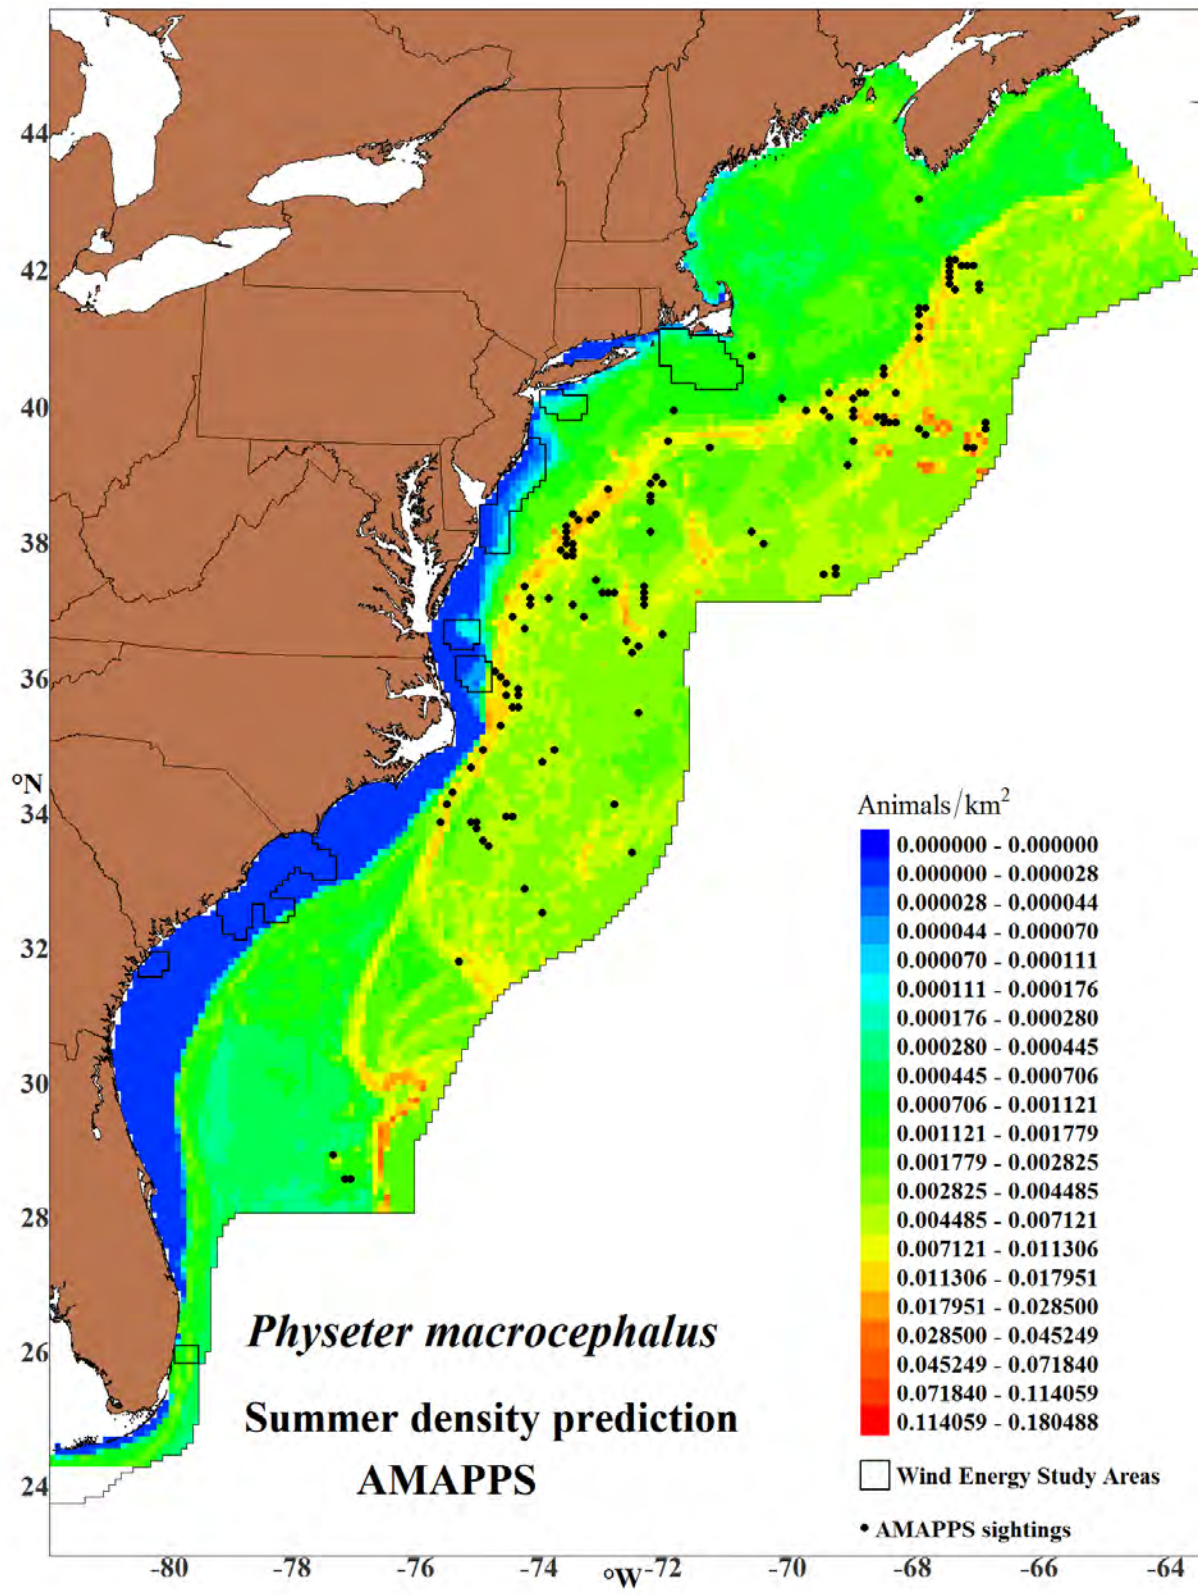 44
42
40
38
36
°N
34
32
30
28
26
24
-80
-78
-76
-74
°W
-72
-70
-68
-66
-64
Animals/km²
0.000000 - 0.000000
0.000000 - 0.000028
0.000028 - 0.000044
0.000044 - 0.000070
0.000070 - 0.000111
0.000111 - 0.000176
0.000176 - 0.000280
0.000280 - 0.000445
0.000445 - 0.000706
0.000706 - 0.001121
0.001121 - 0.001779
0.001779 - 0.002825
0.002825 - 0.004485
0.004485 - 0.007121
0.007121 - 0.011306
0.011306 - 0.017951
0.017951 - 0.028500
0.028500 - 0.045249
0.045249 - 0.071840
0.071840 - 0.114059
0.114059 - 0.180488
Wind Energy Study Areas
AMAPPS sightings
Physeter macrocephalus
Summer density prediction
AMAPPS